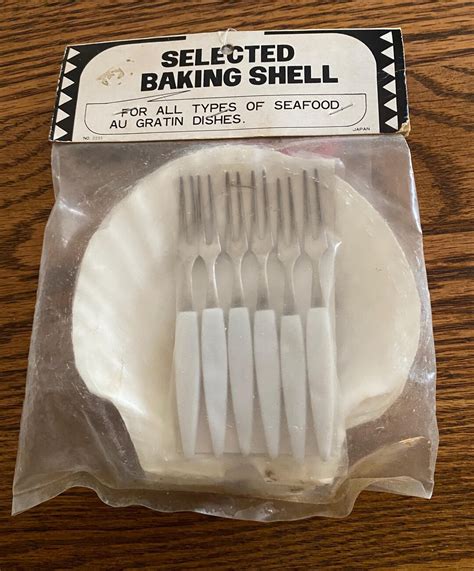 SELECTED
BAKING SHELL
FOR ALL TYPES OF SEAFOOD
AU GRATIN DISHES.
JAPAN